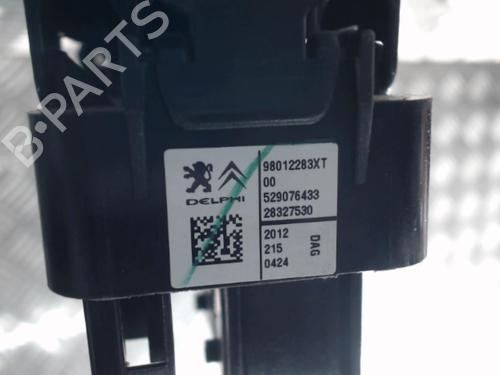 B-PARTS
DELPHI
98012283XT
00
529076433
28327530
2012 DAG
215
0424